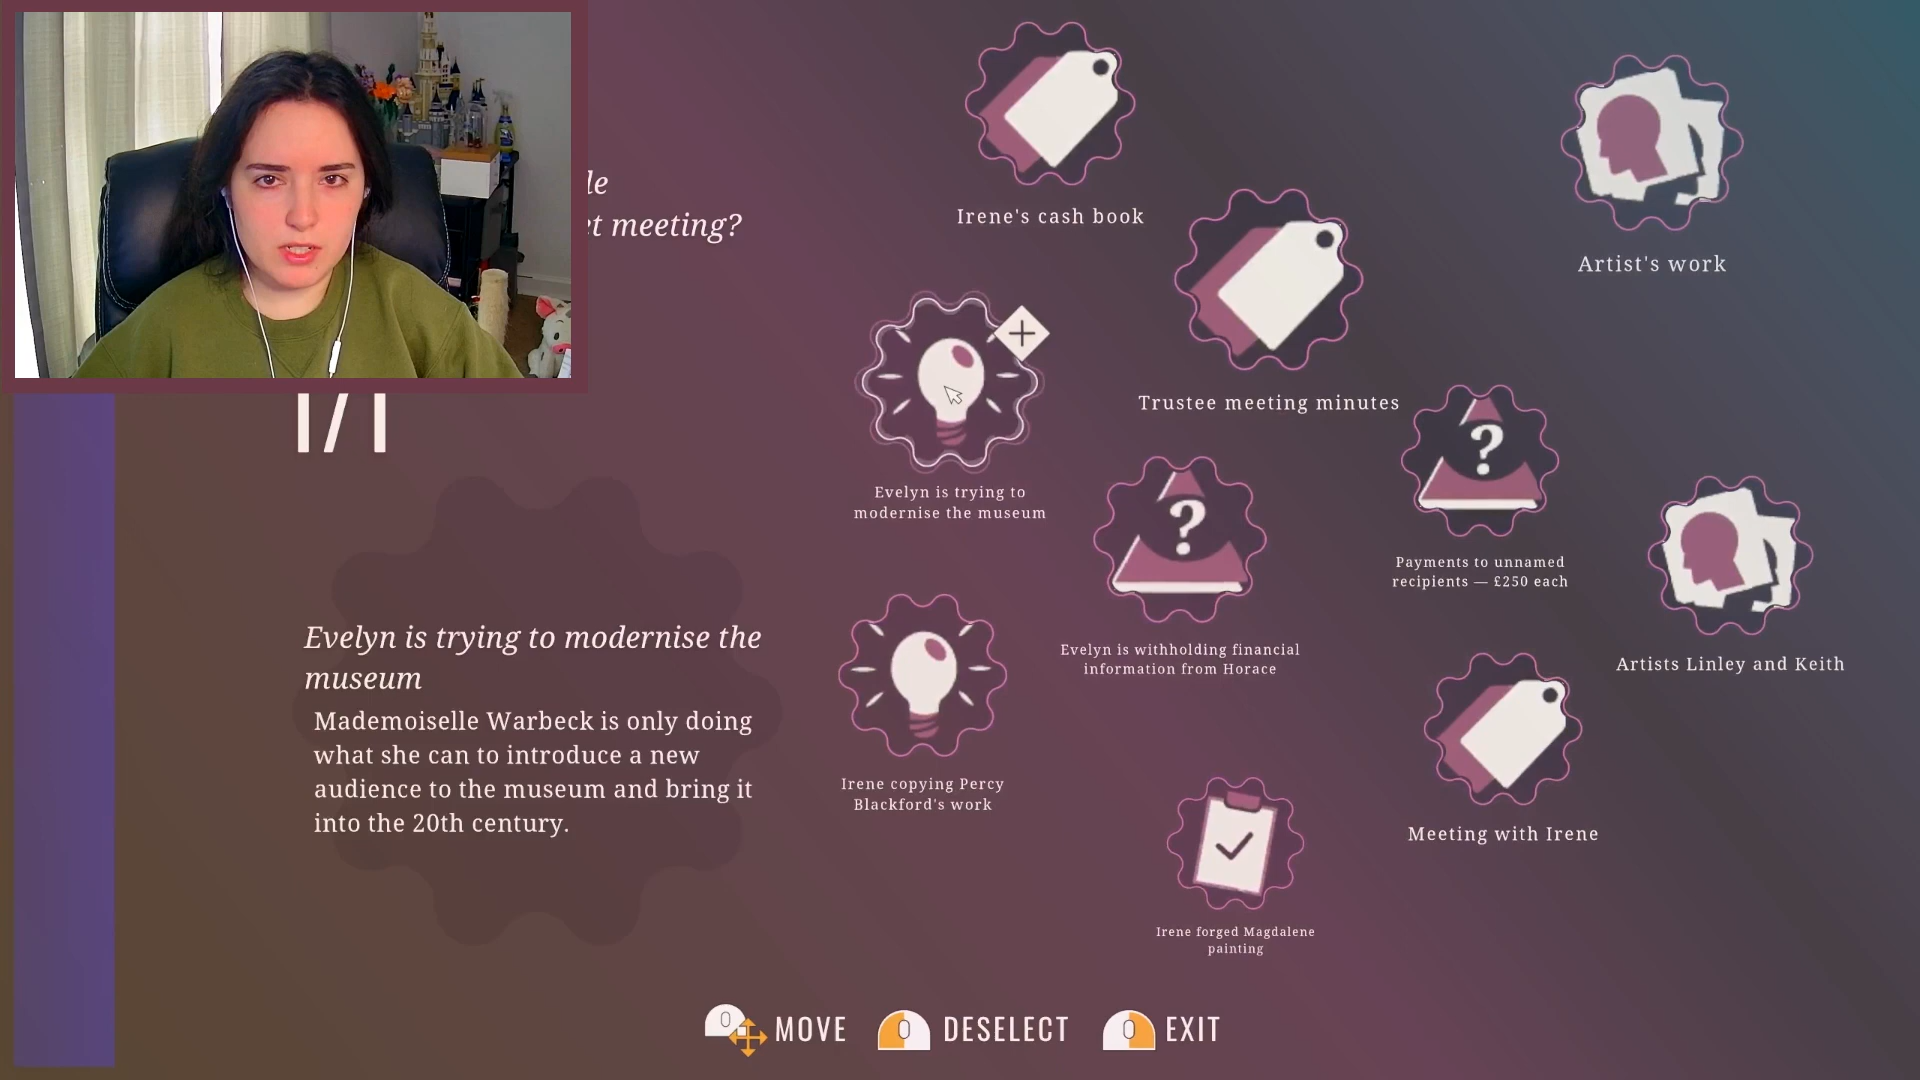 et meeting?
1/1
Evelyn is trying to modernise the
museum
Mademoiselle Warbeck is only doing
what she can to introduce a new
audience to the museum and bring it
into the 20th century.
Irene's cash book
Artist's work
Trustee meeting minutes
Evelyn is trying to
modernise the museum
Payments to unnamed
recipients — £250 each
Evelyn is withholding financial
information from Horace
Artists Linley and Keith
Irene copying Percy
Blackford's work
Meeting with Irene
Irene forged Magdalene
painting
MOVE DESELECT EXIT